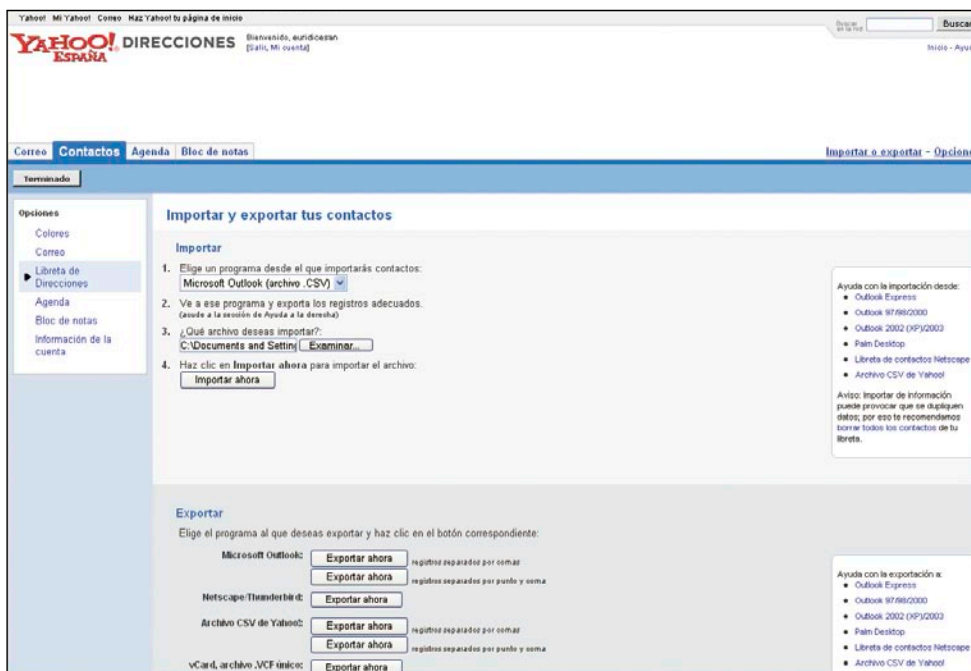 Yahoo! Mi Yahoo! Correo Haz Yahoo! tu página de inicio
Buscar
en la red
Buscar
YAHOO! DIRECCIONES
ESPAÑA
Bienvenido, euridicesan
[Salir, Mi cuenta]
Inicio - Ayu
Correo Contactos Agenda Bloc de notas
Importar o exportar - Opcione
Terminado
Opciones
Colores
Correo
Libreta de
Direcciones
Agenda
Bloc de notas
Información de la
cuenta
Importar y exportar tus contactos
Importar
1. Elige un programa desde el que importarás contactos:
Microsoft Outlook (archivo .CSV)
2. Ve a ese programa y exporta los registros adecuados.
(acude a la sección de Ayuda a la derecha)
3. ¿Qué archivo deseas importar?:
C:\Documents and Setting Examinar...
4. Haz clic en Importar ahora para importar el archivo:
Importar ahora
Ayuda con la importación desde:
Outlook Express
Outlook 97/98/2000
Outlook 2002 (XP)/2003
Palm Desktop
Libreta de contactos Netscape
Archivo CSV de Yahoo!
Aviso: Importar de información
puede provocar que se dupliquen
datos; por eso te recomendamos
borrar todos los contactos de tu
libreta.
Exportar
Elige el programa al que deseas exportar y haz clic en el botón correspondiente:
Microsoft Outlook: Exportar ahora registros separados por comas
Exportar ahora registros separados por punto y coma
Netscape/Thunderbird: Exportar ahora
Archivo CSV de Yahoo!: Exportar ahora registros separados por comas
Exportar ahora registros separados por punto y coma
vCard, archivo .VCF único: Exportar ahora
Ayuda con la exportación a:
Outlook Express
Outlook 97/98/2000
Outlook 2002 (XP)/2003
Palm Desktop
Libreta de contactos Netscape
Archivo CSV de Yahoo!